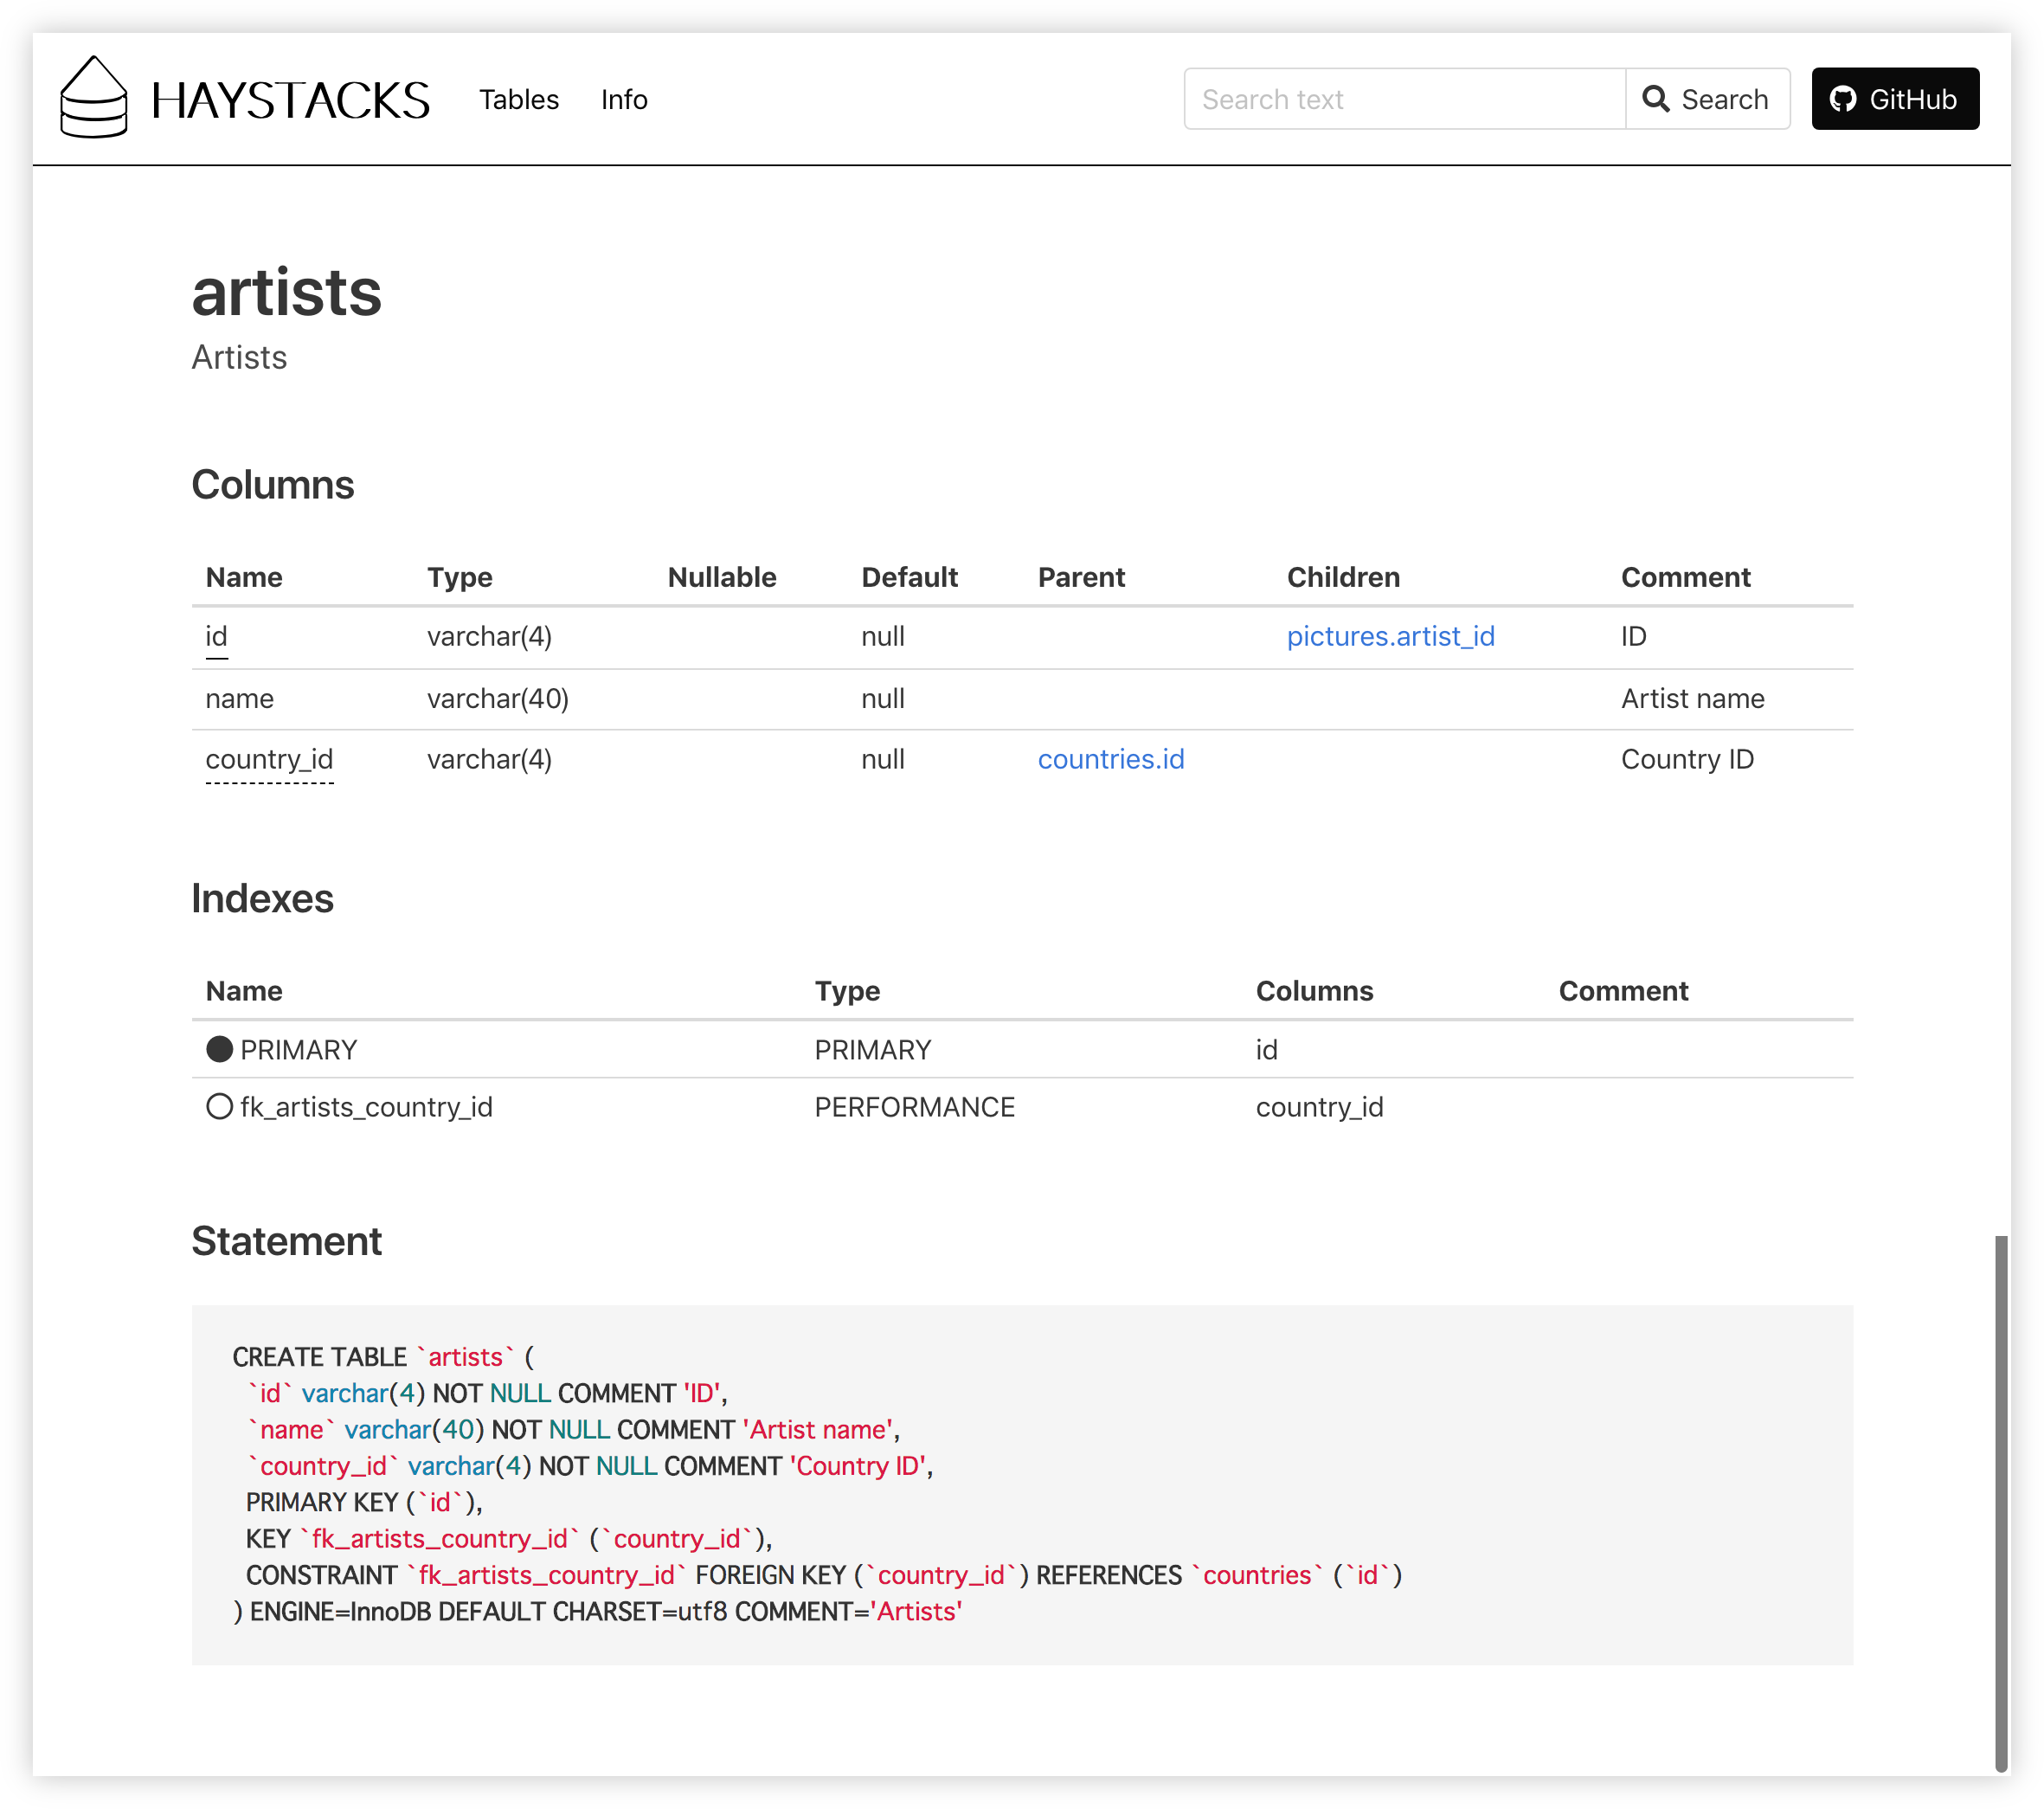 HAYSTACKS Tables Info Search text Search GitHub
artists
Artists
Columns
Name Type Nullable Default Parent Children Comment
id varchar(4) null pictures.artist_id ID
name varchar(40) null Artist name
country_id varchar(4) null countries.id Country ID
Indexes
Name Type Columns Comment
PRIMARY PRIMARY id
fk_artists_country_id PERFORMANCE country_id
Statement
CREATE TABLE `artists` (
`id` varchar(4) NOT NULL COMMENT 'ID',
`name` varchar(40) NOT NULL COMMENT 'Artist name',
`country_id` varchar(4) NOT NULL COMMENT 'Country ID',
PRIMARY KEY (`id`),
KEY `fk_artists_country_id` (`country_id`),
CONSTRAINT `fk_artists_country_id` FOREIGN KEY (`country_id`) REFERENCES `countries` (`id`)
) ENGINE=InnoDB DEFAULT CHARSET=utf8 COMMENT='Artists'